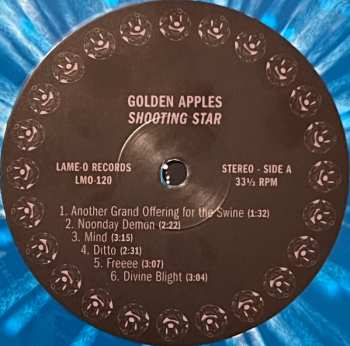 GOLDEN APPLES
SHOOTING STAR
LAME-O RECORDS
LMO-120
STEREO - SIDE A
33⅓ RPM
1. Another Grand Offering for the Swine (1:32)
2. Noonday Demon (2:22)
3. Mind (3:15)
4. Ditto (2:31)
5. Freeee (3:07)
6. Divine Blight (3:04)